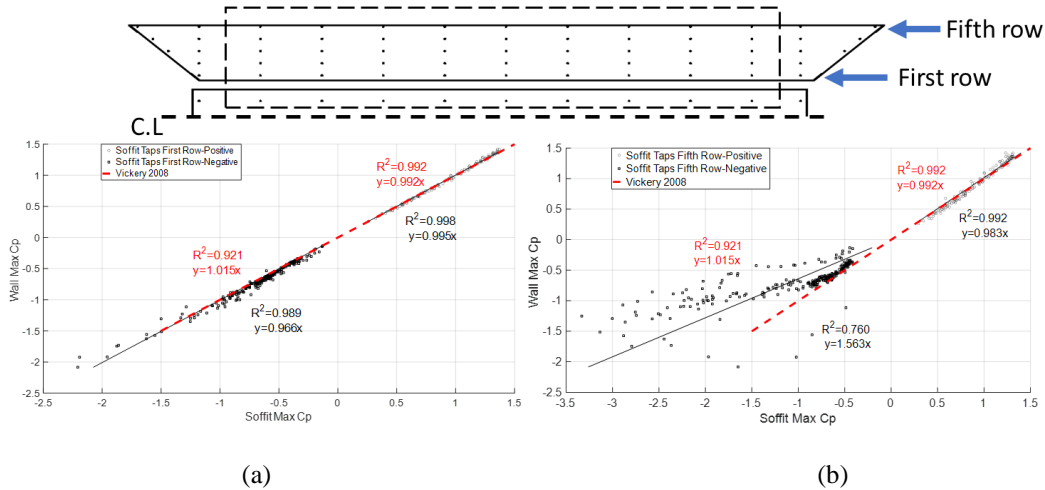 Fifth row
First row
C.L
Soffit Taps First Row-Positive
Soffit Taps First Row-Negative
Vickery 2008
R2=0.992
y=0.992x
R2=0.998
y=0.995x
R2=0.921
y=1.015x
R2=0.989
y=0.966x
Wall Max Cp
1.5
1
0.5
0
-0.5
-1
-1.5
-2
-2.5
-2.5
-2
-1.5
-1
-0.5
0
0.5
1
1.5
Soffit Max Cp
(a)
Soffit Taps Fifth Row-Positive
Soffit Taps Fifth Row-Negative
Vickery 2008
R2=0.992
y=0.992x
R2=0.992
y=0.983x
R2=0.921
y=1.015x
R2=0.760
y=1.563x
Wall Max Cp
1.5
1
0.5
0
-0.5
-1
-1.5
-2
-2.5
-3.5
-3
-2.5
-2
-1.5
-1
-0.5
0
0.5
1
1.5
Soffit Max Cp
(b)